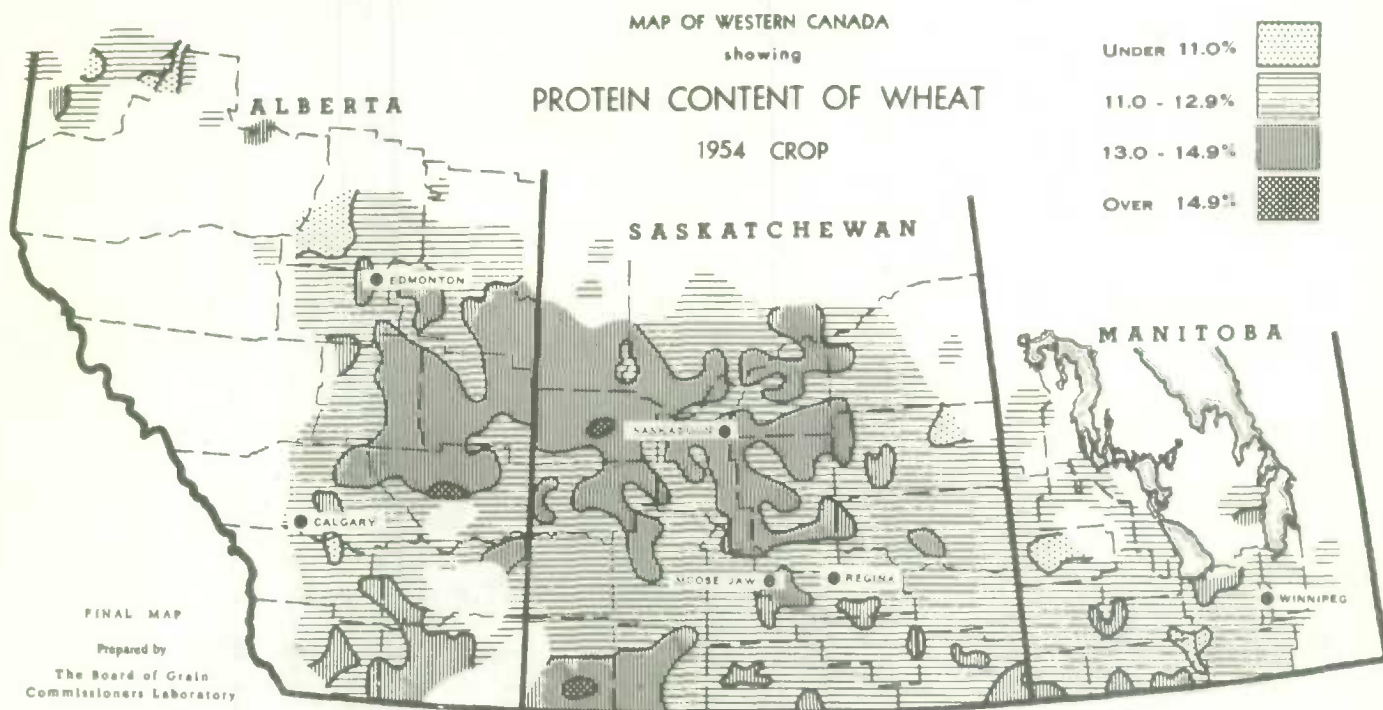 MAP OF WESTERN CANADA
showing
PROTEIN CONTENT OF WHEAT
1954 CROP
UNDER 11.0%
11.0 - 12.9%
13.0 - 14.9%
OVER 14.9%
ALBERTA
SASKATCHEWAN
MANITOBA
EDMONTON
SASKATOON
CALGARY
MOOSE JAW
REGINA
WINNIPEG
FINAL MAP
Prepared by
The Board of Grain
Commissioners Laboratory